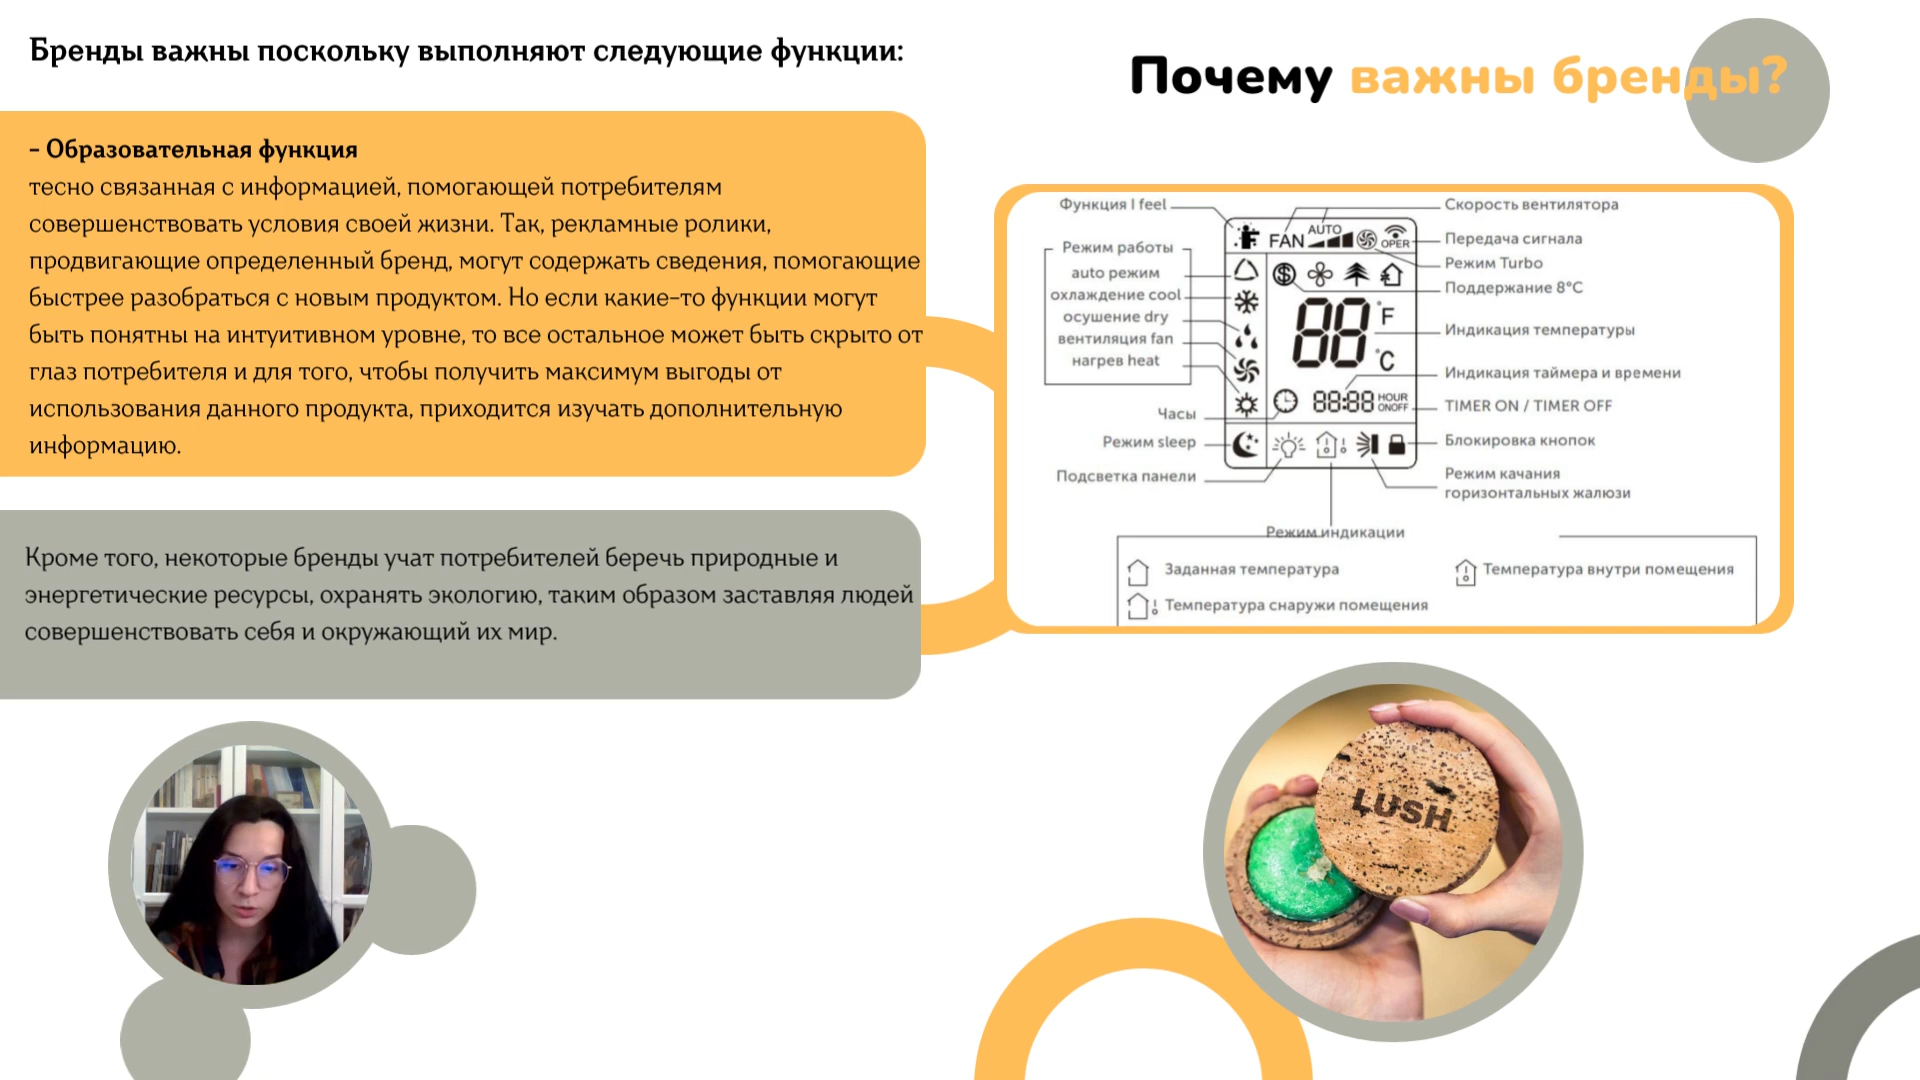 Бренды важны поскольку выполняют следующие функции:
Почему важны бренды?
– Образовательная функция
тесно связанная с информацией, помогающей потребителям
совершенствовать условия своей жизни. Так, рекламные ролики,
продвигающие определенный бренд, могут содержать сведения, помогающие
быстрее разобраться с новым продуктом. Но если какие-то функции могут
быть понятны на интуитивном уровне, то все остальное может быть скрыто от
глаз потребителя и для того, чтобы получить максимум выгоды от
использования данного продукта, приходится изучать дополнительную
информацию.
Кроме того, некоторые бренды учат потребителей беречь природные и
энергетические ресурсы, охранять экологию, таким образом заставляя людей
совершенствовать себя и окружающий их мир.
Функция I feel
Режим работы
auto режим
охлаждение cool
осушение dry
вентиляция fan
нагрев heat
Часы
Режим sleep
Подсветка панели
FAN
AUTO
OPER
°F
88
°C
88:88
HOUR
ONOFF
Скорость вентилятора
Передача сигнала
Режим Turbo
Поддержание 8°C
Индикация температуры
Индикация таймера и времени
TIMER ON / TIMER OFF
Блокировка кнопок
Режим качания
горизонтальных жалюзи
Режим индикации
Заданная температура
Температура внутри помещения
Температура снаружи помещения
LUSH